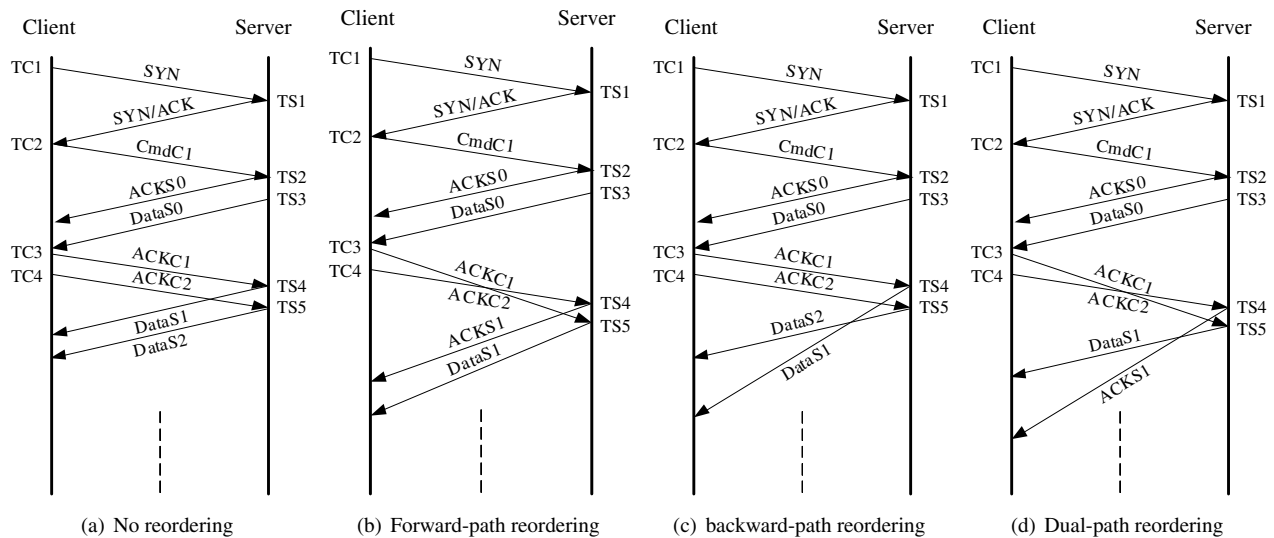 Client Server
TC1
SYN
TS1
SYN/ACK
TC2
CmdC1
TS2
ACKS0
TS3
DataS0
TC3
ACKC1
TC4
ACKC2
TS4
TS5
DataS1
DataS2
(a) No reordering
Client Server
TC1
SYN
TS1
SYN/ACK
TC2
CmdC1
TS2
ACKS0
TS3
DataS0
TC3
ACKC1
TC4
ACKC2
TS4
TS5
ACKS1
DataS1
(b) Forward-path reordering
Client Server
TC1
SYN
TS1
SYN/ACK
TC2
CmdC1
TS2
ACKS0
TS3
DataS0
TC3
ACKC1
TC4
ACKC2
TS4
TS5
DataS2
DataS1
(c) backward-path reordering
Client Server
TC1
SYN
TS1
SYN/ACK
TC2
CmdC1
TS2
ACKS0
TS3
DataS0
TC3
ACKC1
TC4
ACKC2
TS4
TS5
DataS1
ACKS1
(d) Dual-path reordering